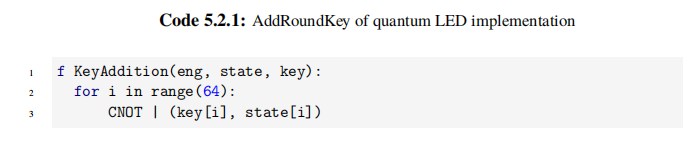 Code 5.2.1: AddRoundKey of quantum LED implementation
1 f KeyAddition(eng, state, key):
2 for i in range(64):
3 CNOT | (key[i], state[i])